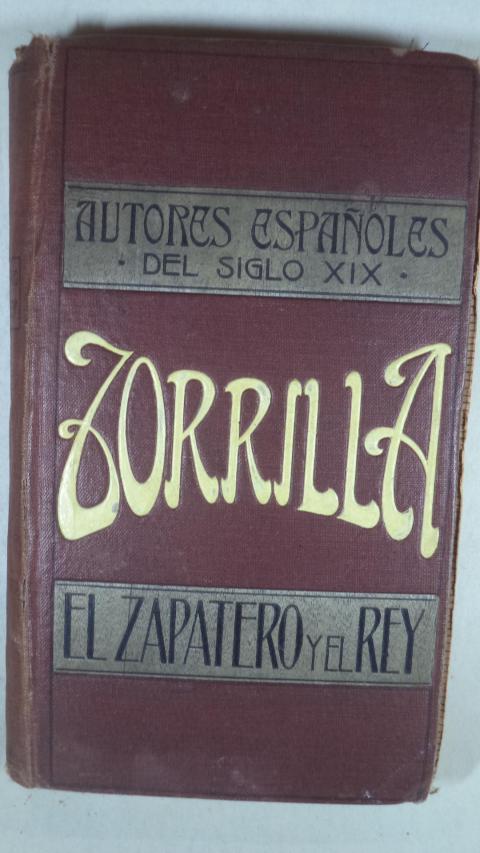 AUTORES ESPAÑOLES
· DEL SIGLO XIX ·
ZORRILLA
EL ZAPATERO Y EL REY